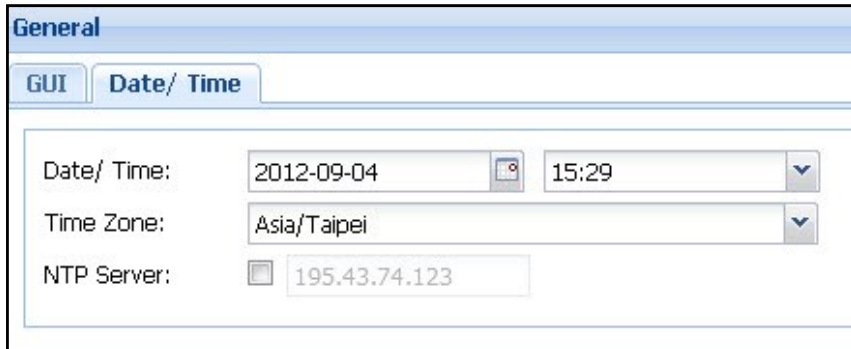 General
GUI Date/ Time
Date/ Time: 2012-09-04 15:29
Time Zone: Asia/Taipei
NTP Server: 195.43.74.123